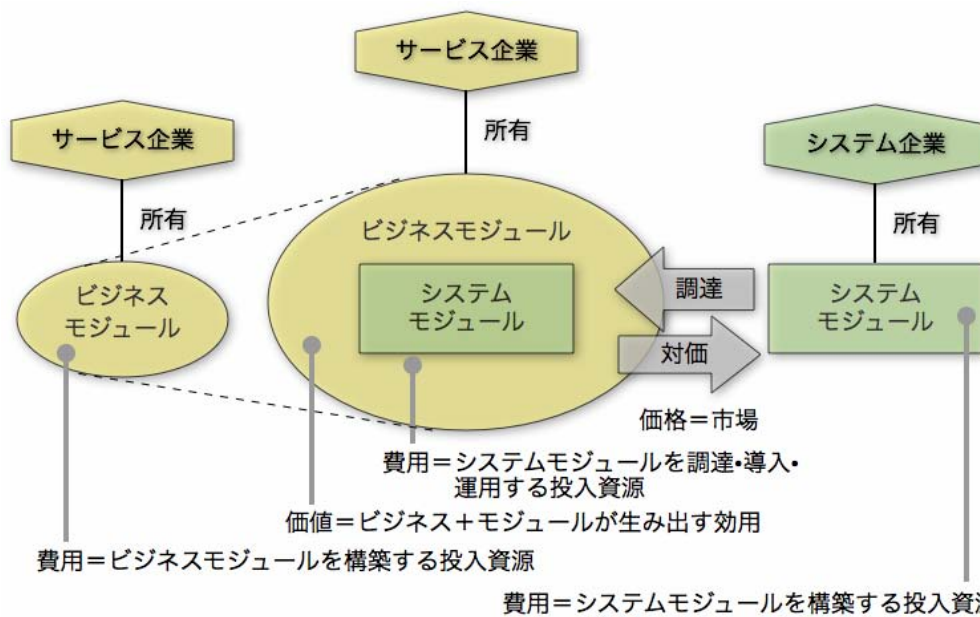 サービス企業
サービス企業
システム企業
所有
所有
所有
ビジネスモジュール
システム
モジュール
ビジネス
モジュール
調達
対価
システム
モジュール
価格＝市場
費用＝システムモジュールを調達・導入・
運用する投入資源
価値＝ビジネス＋モジュールが生み出す効用
費用＝ビジネスモジュールを構築する投入資源
費用＝システムモジュールを構築する投入資源